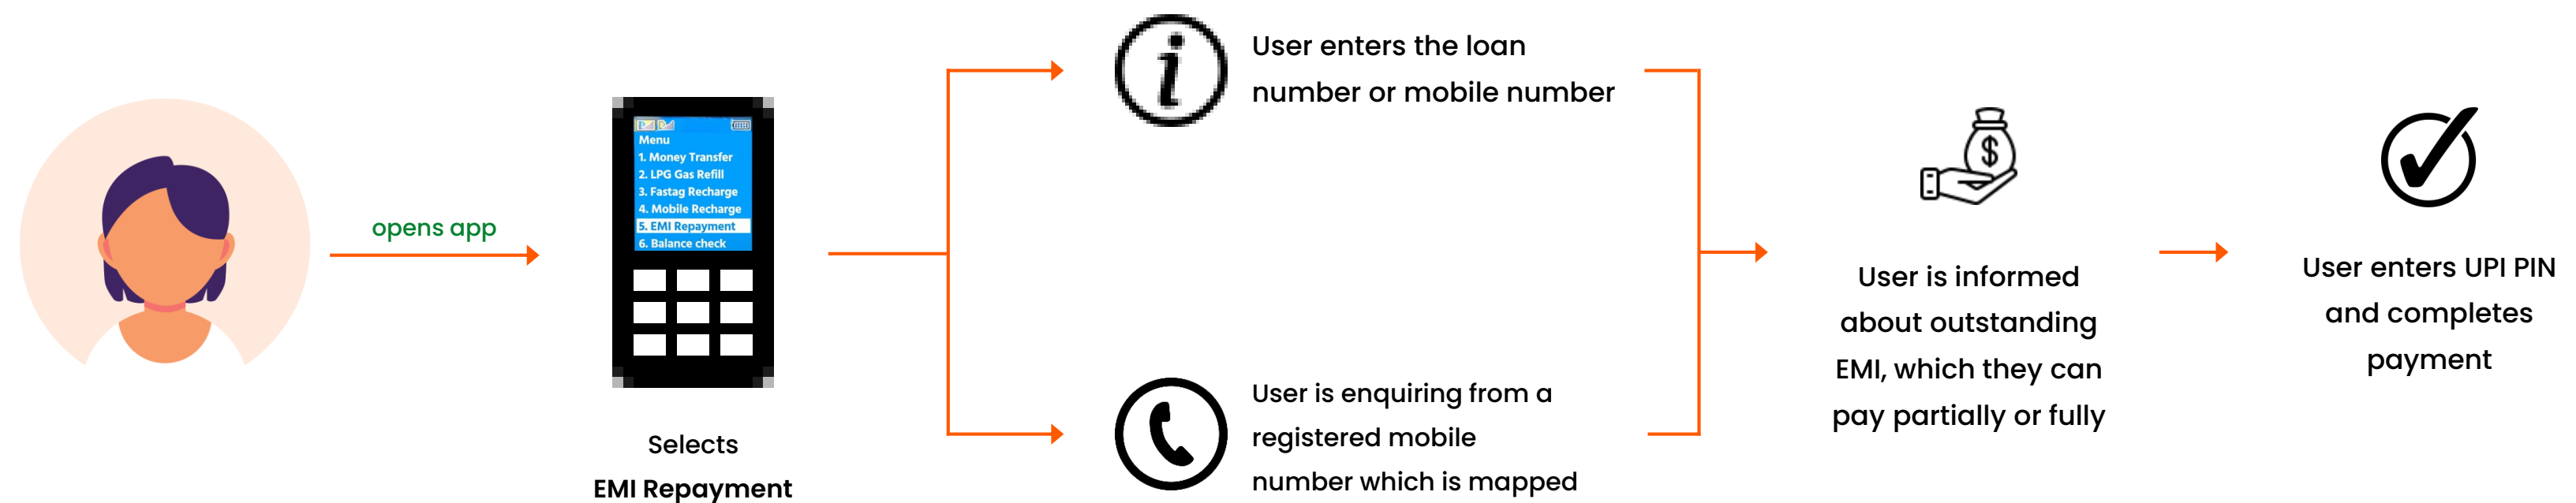 opens app
Menu
1. Money Transfer
2. LPG Gas Refill
3. Fastag Recharge
4. Mobile Recharge
5. EMI Repayment
6. Balance check
Selects
EMI Repayment
User enters the loan
number or mobile number
User is enquiring from a
registered mobile
number which is mapped
User is informed
about outstanding
EMI, which they can
pay partially or fully
User enters UPI PIN
and completes
payment